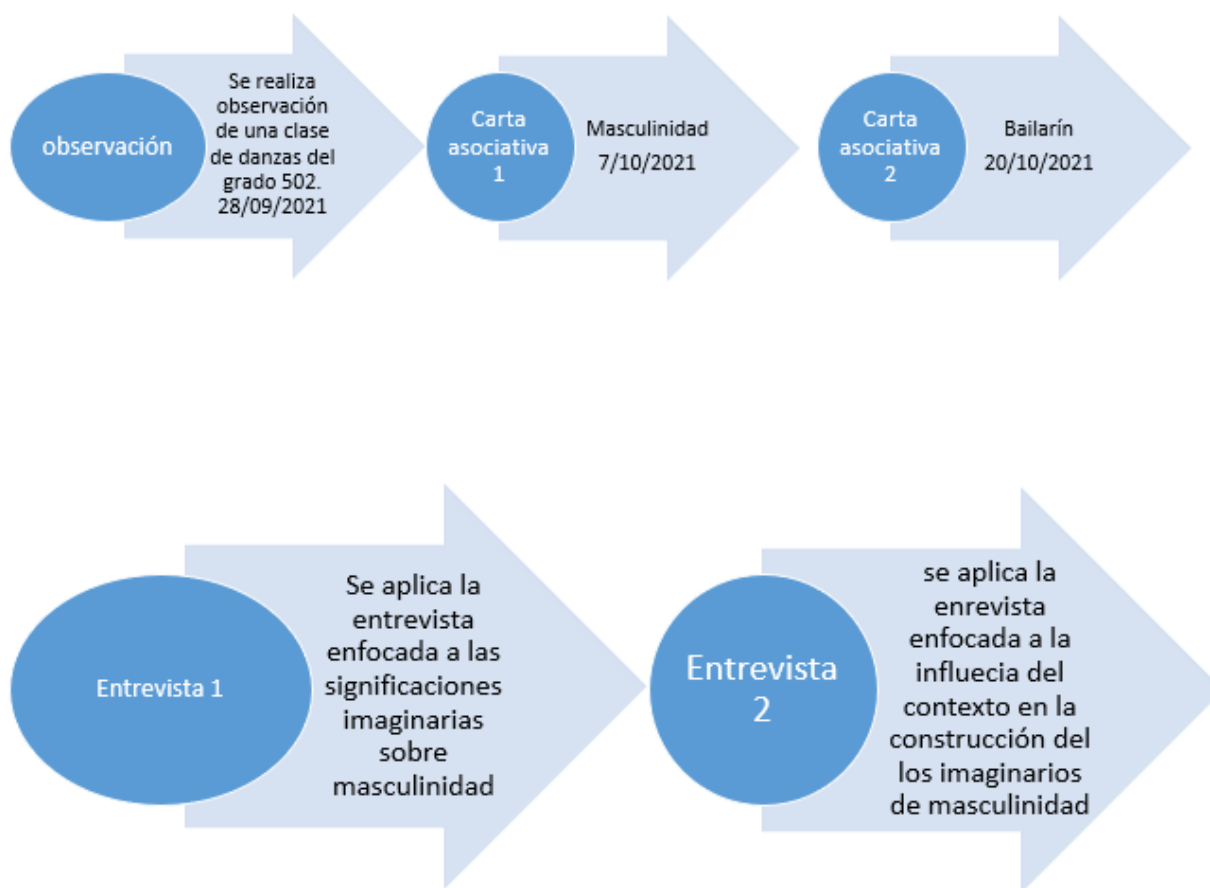 observación
Se realiza
observación
de una clase
de danzas del
grado 502.
28/09/2021
Carta
asociativa
1
Masculinidad
7/10/2021
Carta
asociativa
2
Bailarín
20/10/2021
Entrevista 1
Se aplica la
entrevista
enfocada a las
significaciones
imaginarias
sobre
masculinidad
Entrevista
2
se aplica la
enrevista
enfocada a la
influecia del
contexto en la
construcción del
los imaginarios
de masculinidad